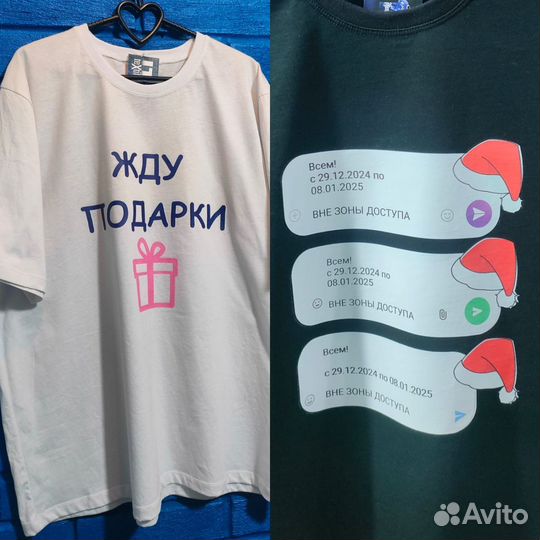 ЖДУ
ПОДАРКИ
Всем!
с 29.12.2024 по
08.01.2025
ВНЕ ЗОНЫ ДОСТУПА
Всем!
с 29.12.2024 по
08.01.2025
ВНЕ ЗОНЫ ДОСТУПА
Всем!
с 29.12.2024 по 08.01.2025
ВНЕ ЗОНЫ ДОСТУПА
Avito